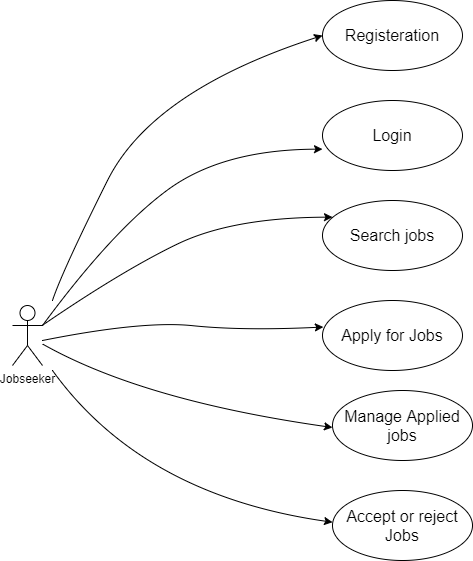 Registeration
Login
Search jobs
Apply for Jobs
Jobseeker
Manage Applied
jobs
Accept or reject
Jobs